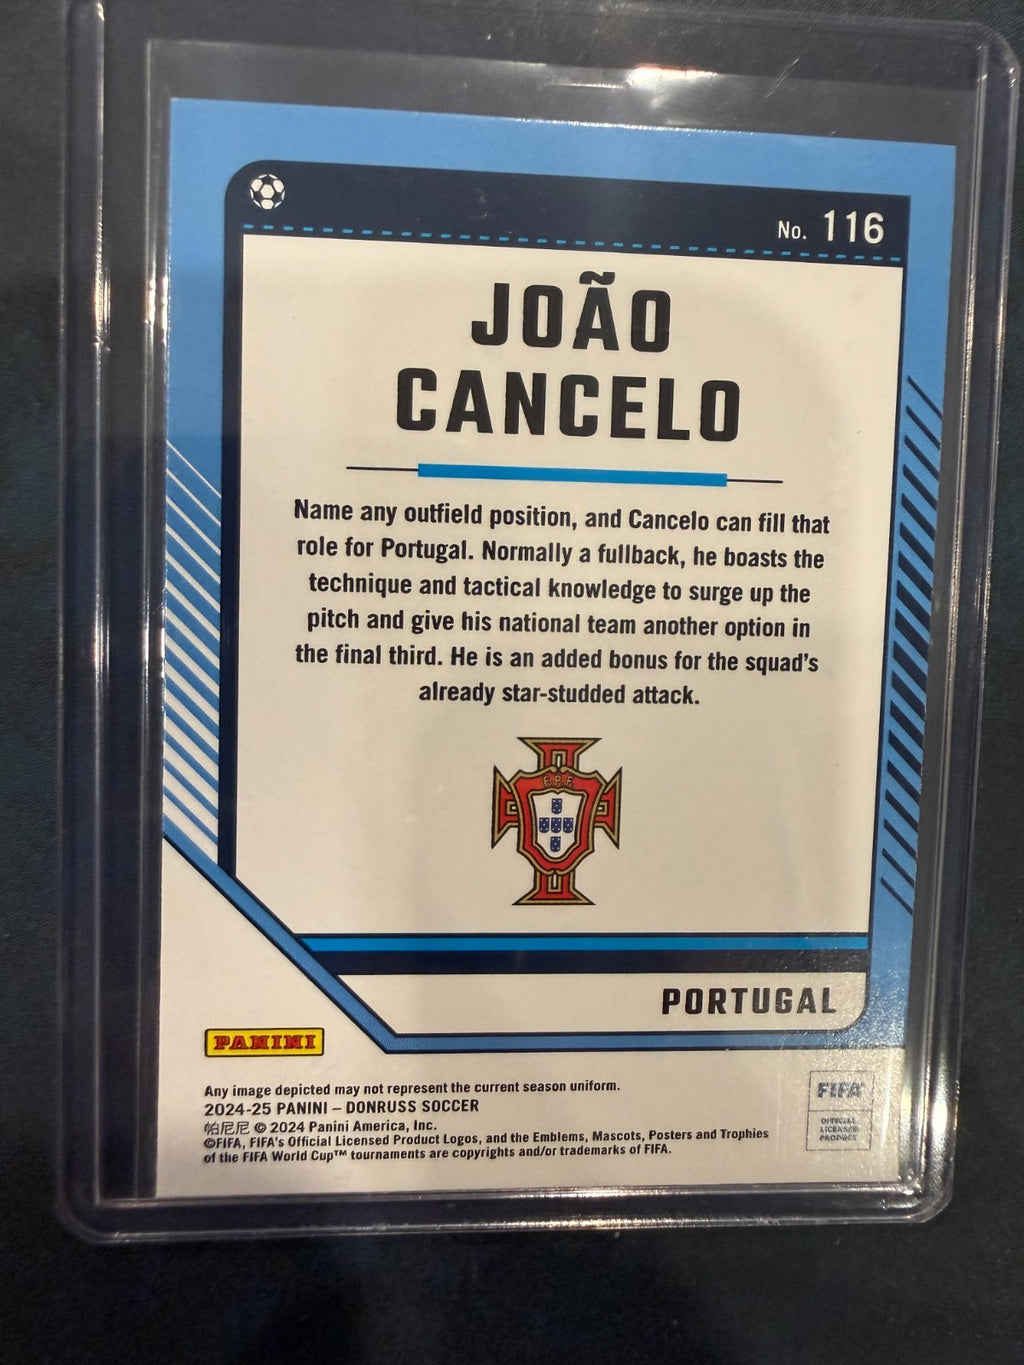 No. 116
JOÃO
CANCELO
Name any outfield position, and Cancelo can fill that
role for Portugal. Normally a fullback, he boasts the
technique and tactical knowledge to surge up the
pitch and give his national team another option in
the final third. He is an added bonus for the squad's
already star-studded attack.
F.P.F.
PORTUGAL
PANINI
Any image depicted may not represent the current season uniform.
2024-25 PANINI – DONRUSS SOCCER
帕尼尼 © 2024 Panini America, Inc.
©FIFA, FIFA's Official Licensed Product Logos, and the Emblems, Mascots, Posters and Trophies
of the FIFA World Cup™ tournaments are copyrights and/or trademarks of FIFA.
FIFA
OFFICIAL
LICENSED
PRODUCT